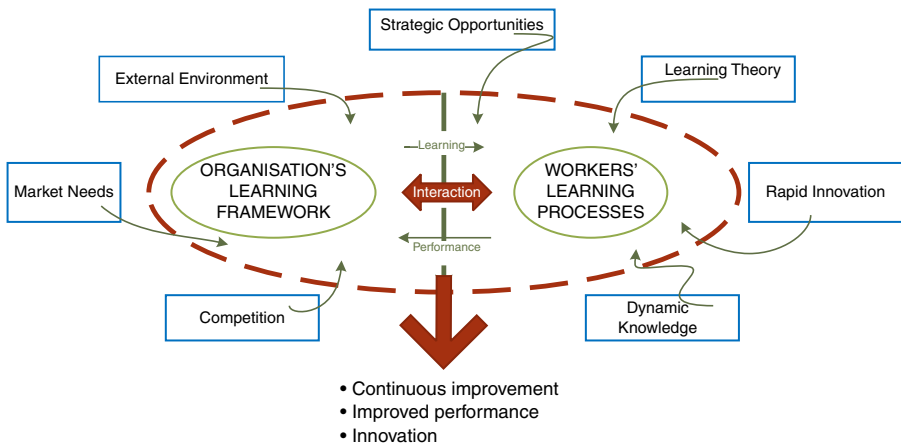 Strategic Opportunities
External Environment
Learning Theory
Learning
ORGANISATION'S
LEARNING
FRAMEWORK
WORKERS'
LEARNING
PROCESSES
Market Needs
Interaction
Rapid Innovation
Performance
Competition
Dynamic
Knowledge
• Continuous improvement
• Improved performance
• Innovation